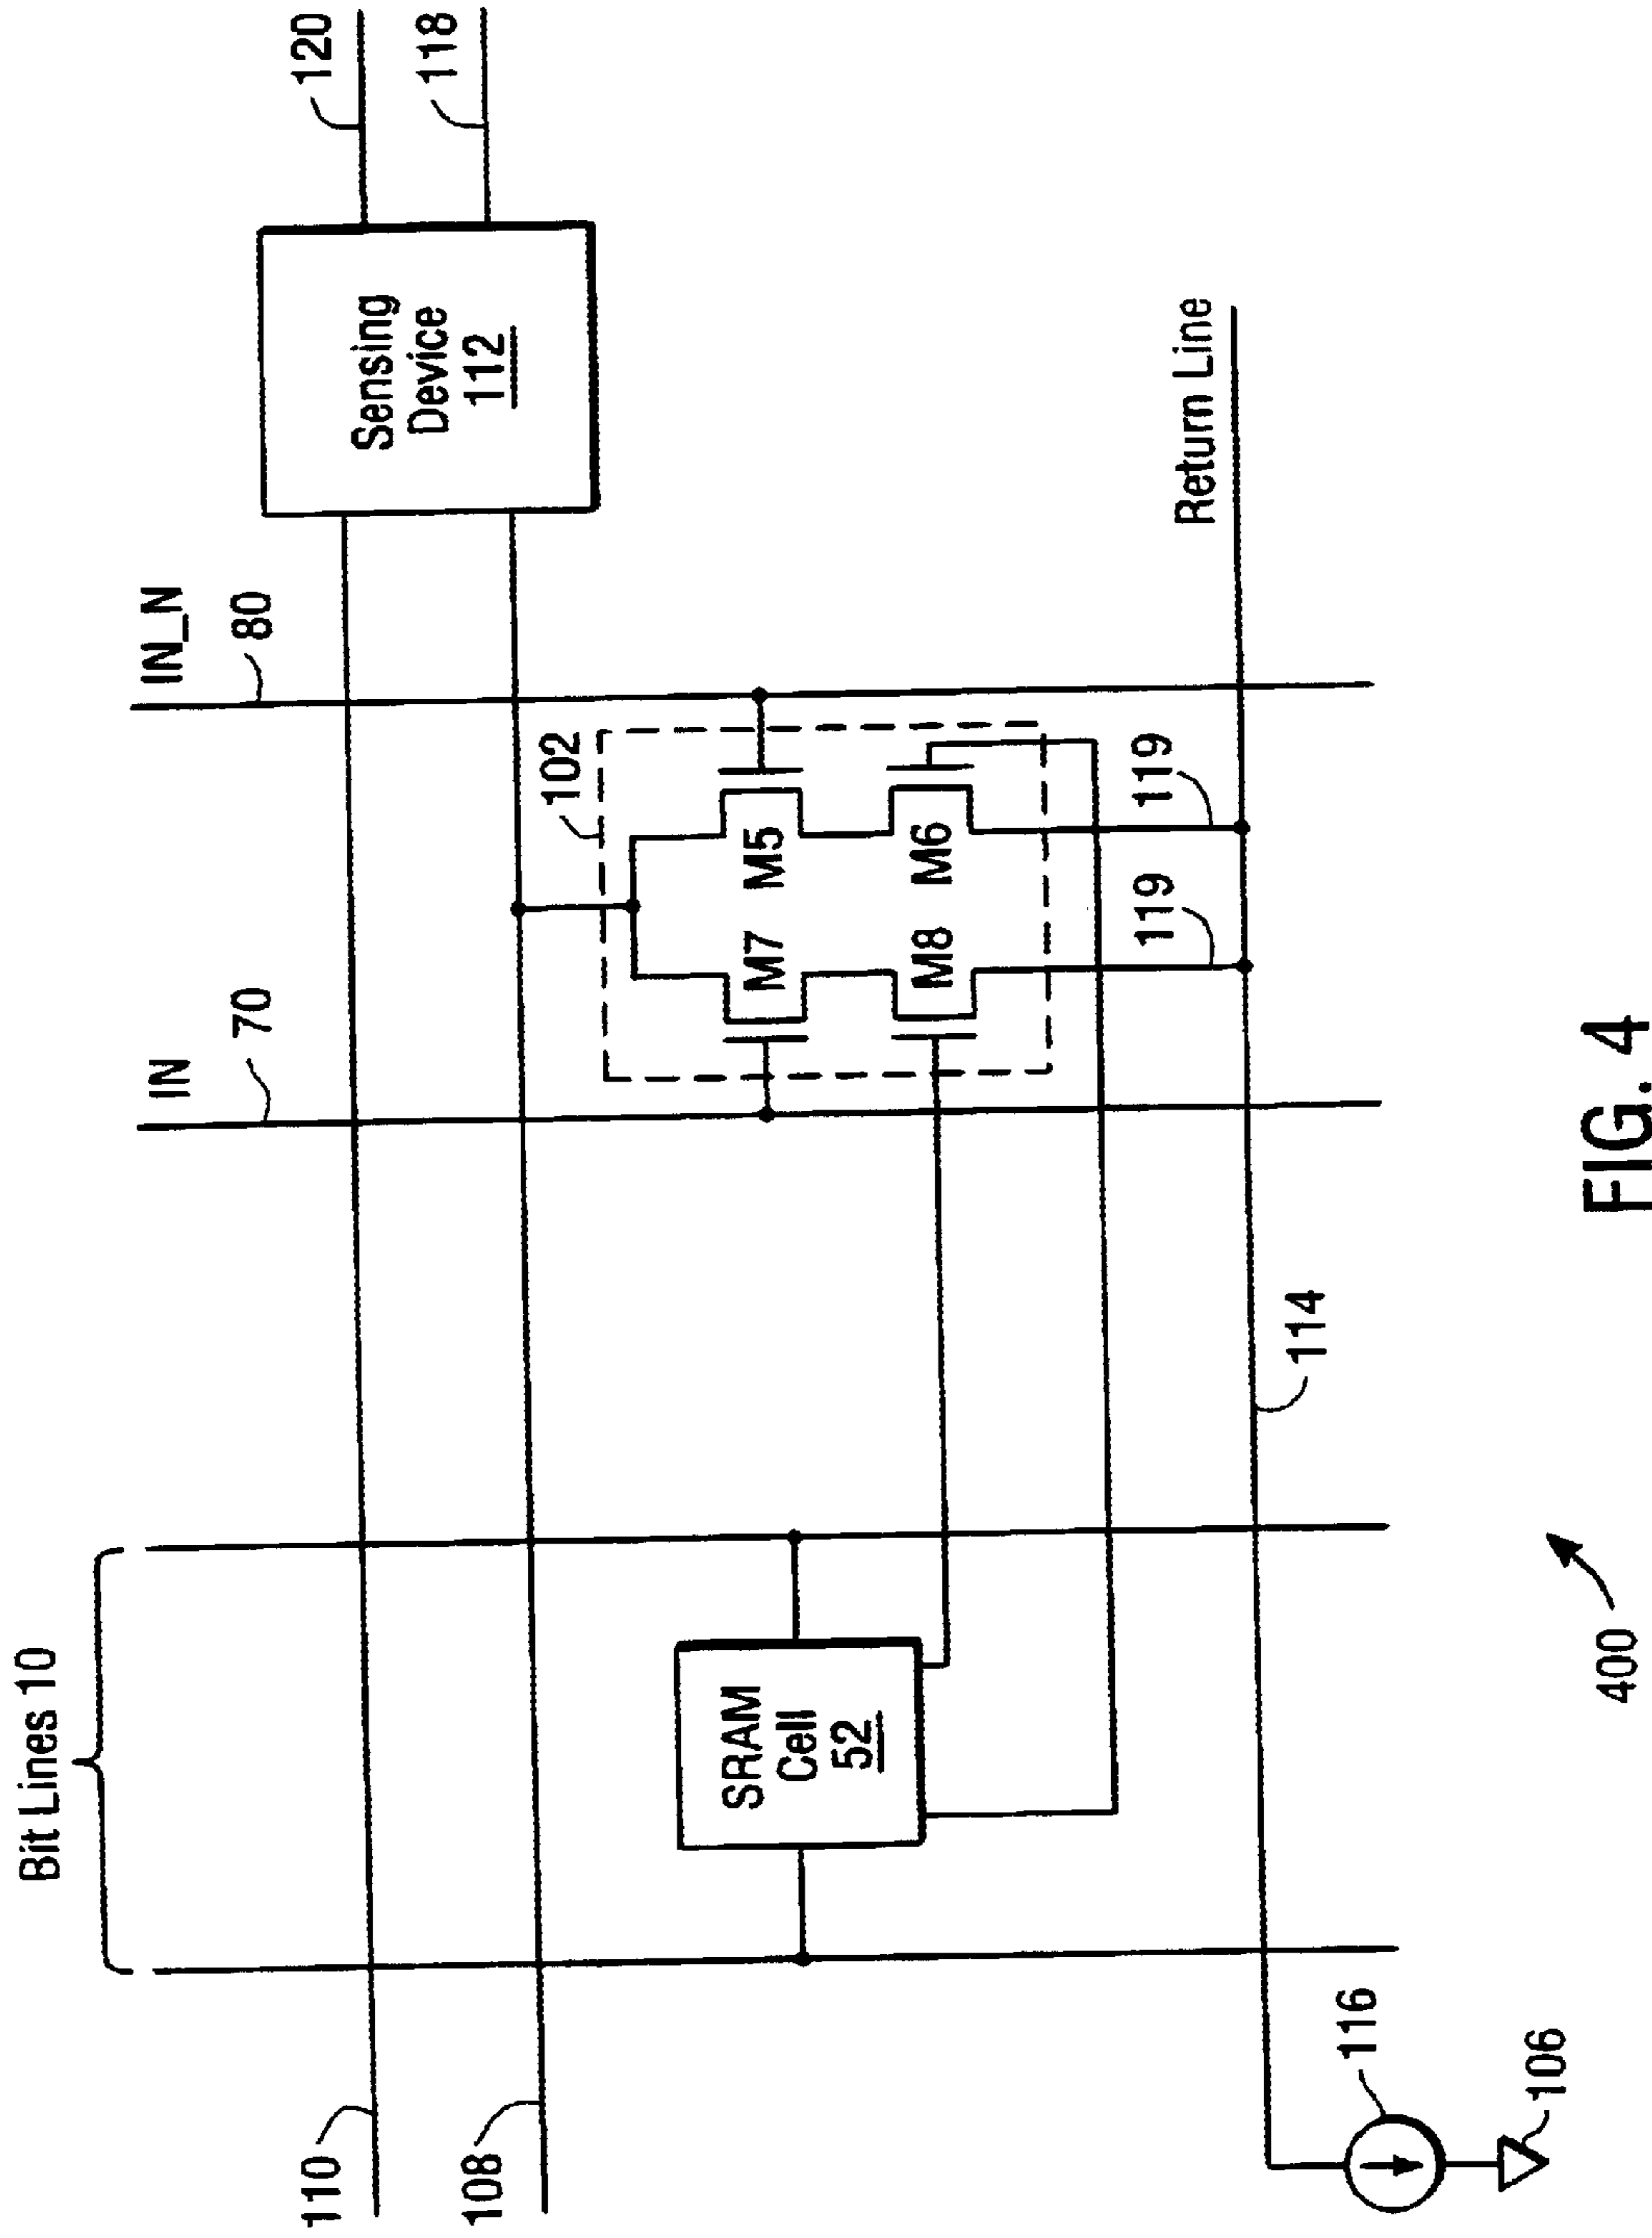 Bit Lines 10
IN
70
IN_N
80
120
118
110
108
Sensing
Device
112
102
M7
M5
M8
M6
SRAM
Cell
52
119
119
Return Line
114
116
106
400
FIG. 4